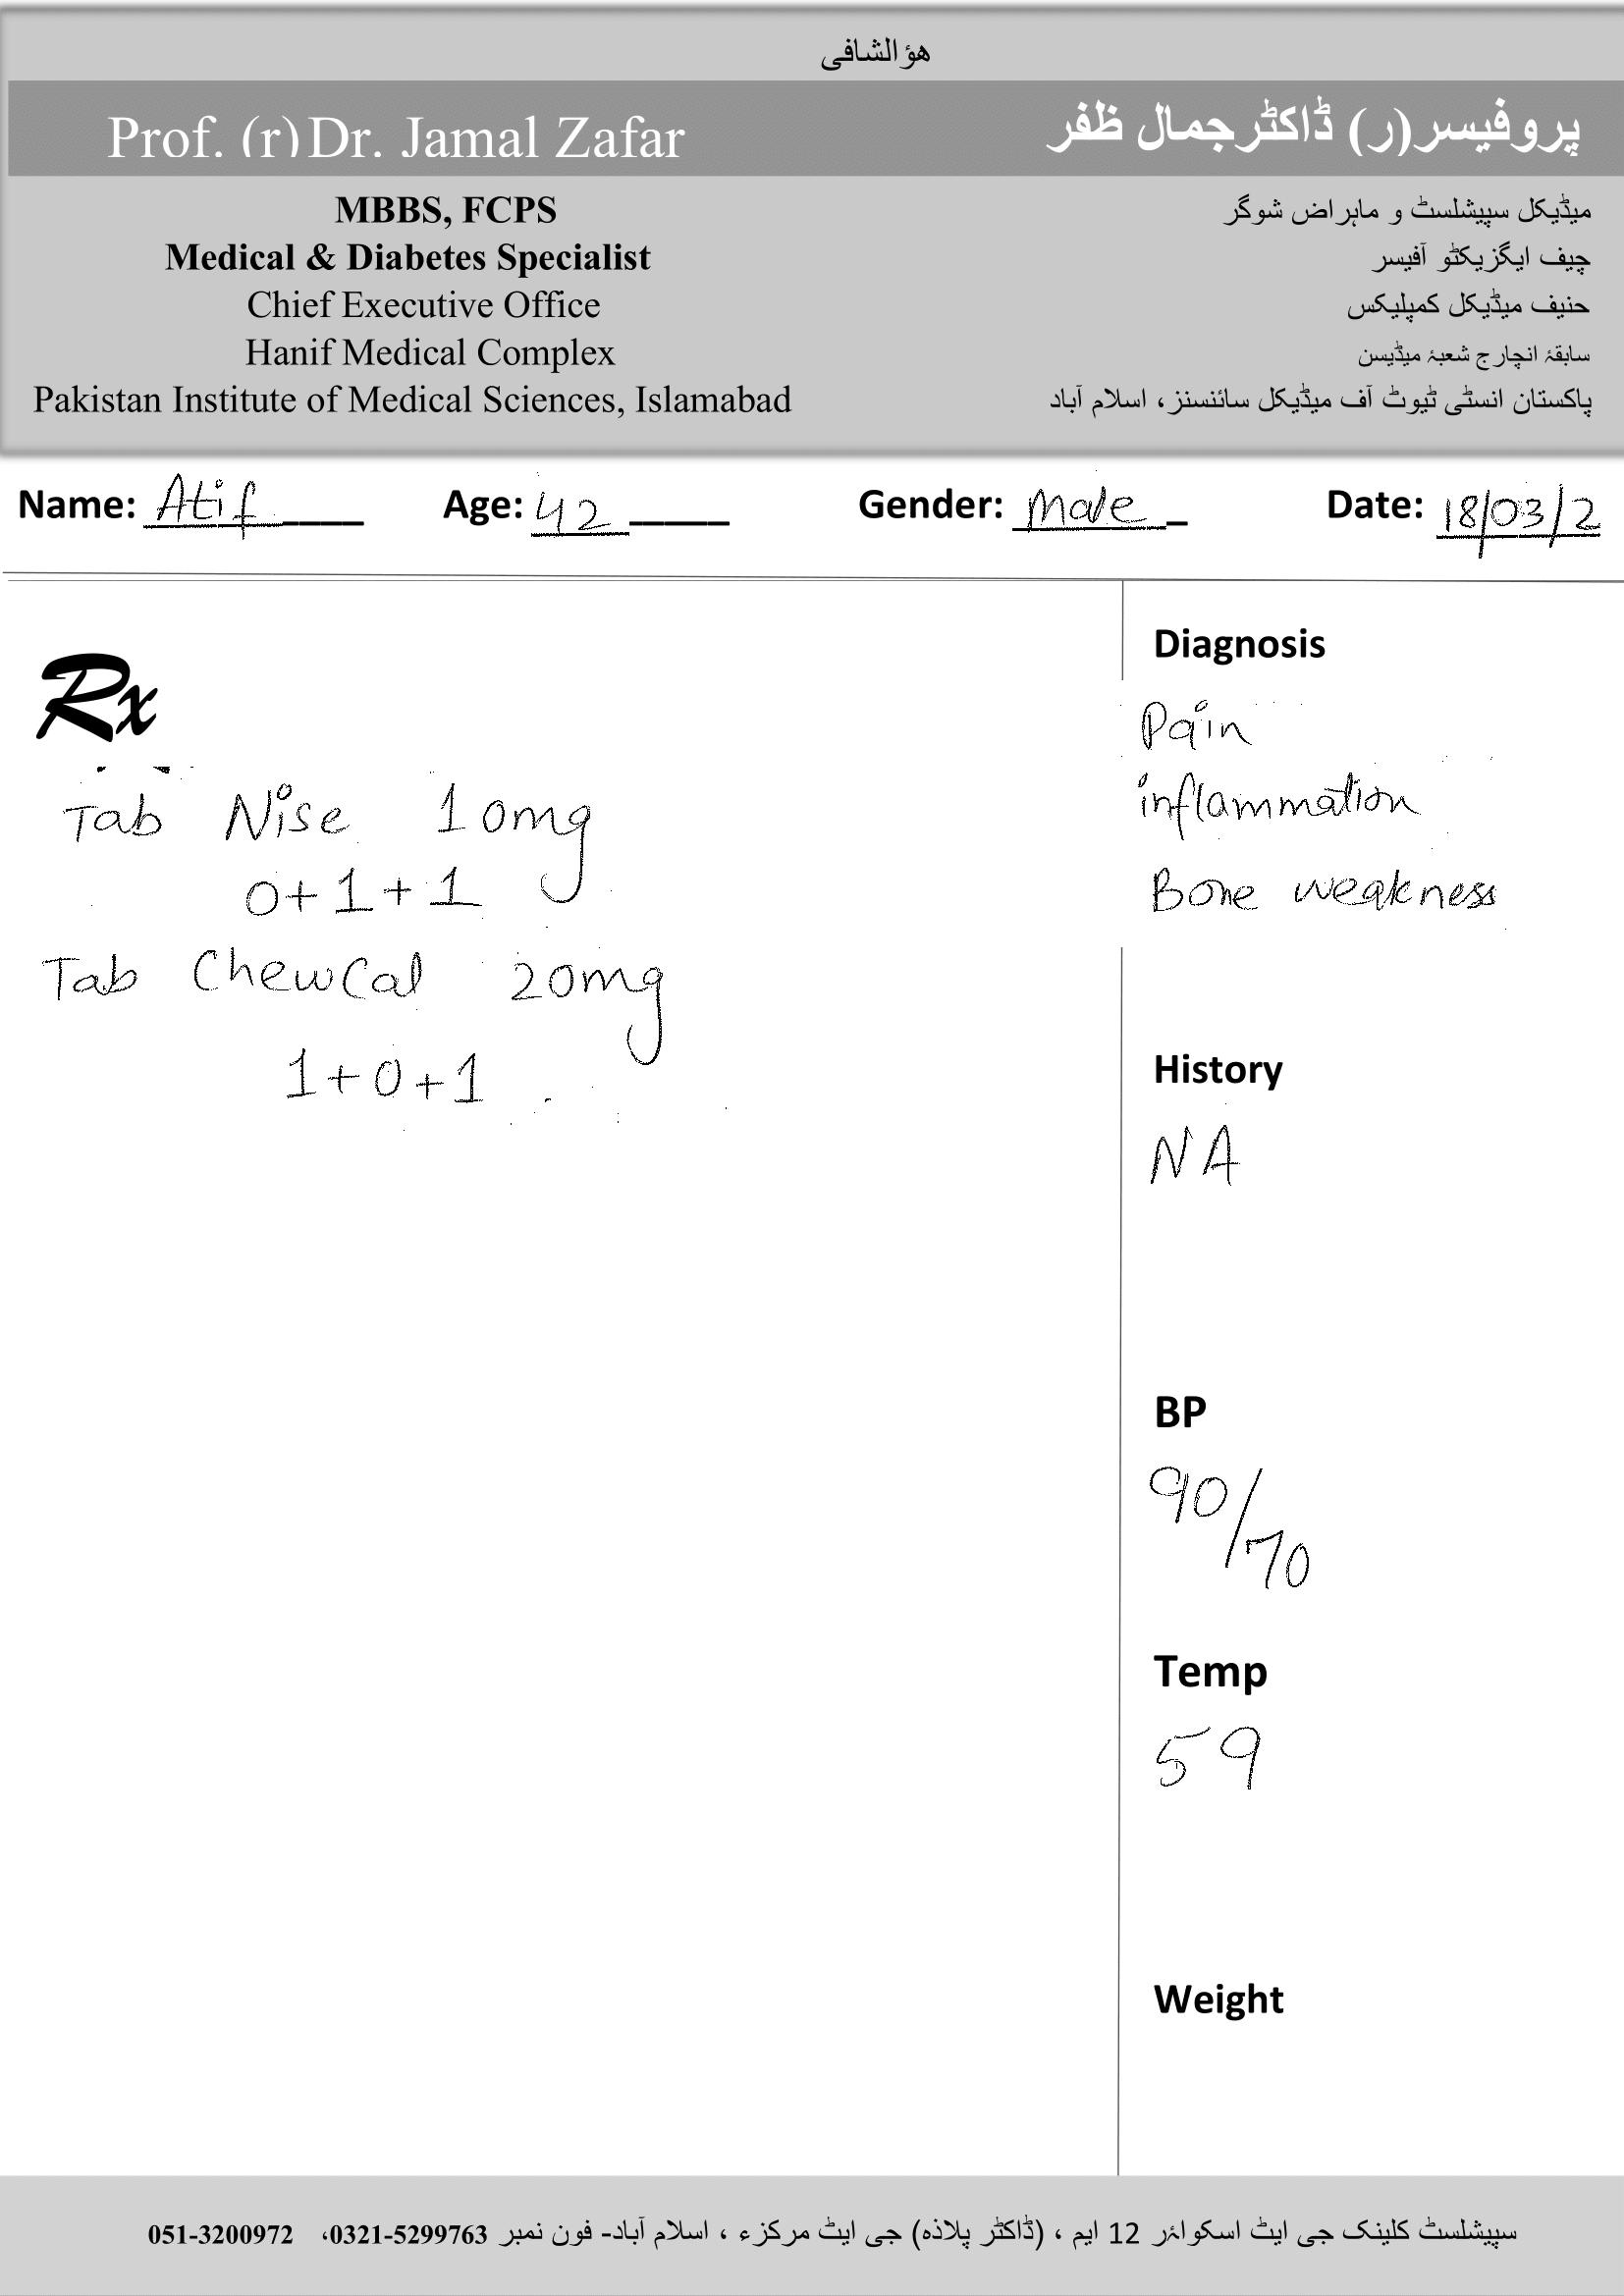 هؤالشافی
Prof. (r) Dr. Jamal Zafar
پروفیسر(ر) ڈاکٹرجمال ظفر
MBBS, FCPS
Medical & Diabetes Specialist
Chief Executive Office
Hanif Medical Complex
Pakistan Institute of Medical Sciences, Islamabad
میڈیکل سپیشلسٹ و ماہراض شوگر
چیف ایگزیکٹو آفیسر
حنیف میڈیکل کمپلیکس
سابقۂ انچارج شعبۂ میڈیسن
پاکستان انسٹی ٹیوٹ آف میڈیکل سائنسنز، اسلام آباد
Name: Atif Age: 42 Gender: Male Date: 18/03/2
Rx
Tab Nise 10mg
0+1+1
Tab ChewCal 20mg
1+0+1
Diagnosis
Pain
inflammation
Bone weakness
History
NA
BP
90/70
Temp
59
Weight
سپیشلسٹ کلینک جی ایٹ اسکوائر 12 ایم ، (ڈاکٹر پلاذہ) جی ایٹ مرکزء ، اسلام آباد- فون نمبر 0321-5299763، 051-3200972